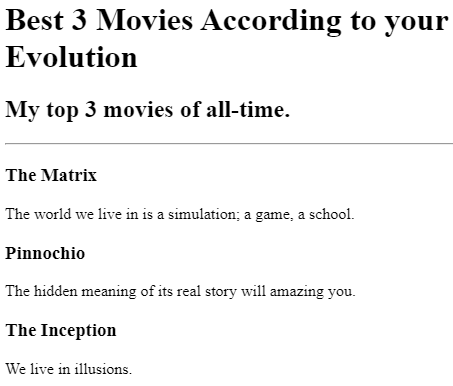 Best 3 Movies According to your
Evolution
My top 3 movies of all-time.
The Matrix
The world we live in is a simulation; a game, a school.
Pinnochio
The hidden meaning of its real story will amazing you.
The Inception
We live in illusions.